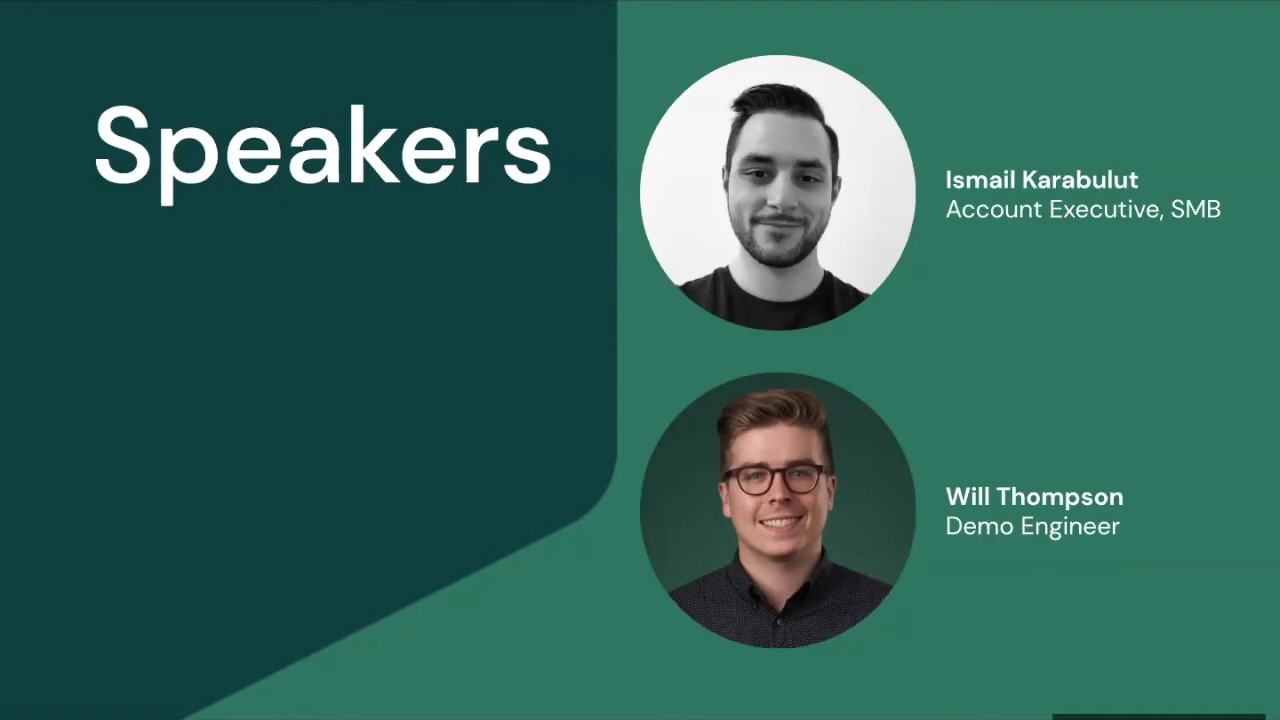 Speakers
Ismail Karabulut
Account Executive, SMB
Will Thompson
Demo Engineer